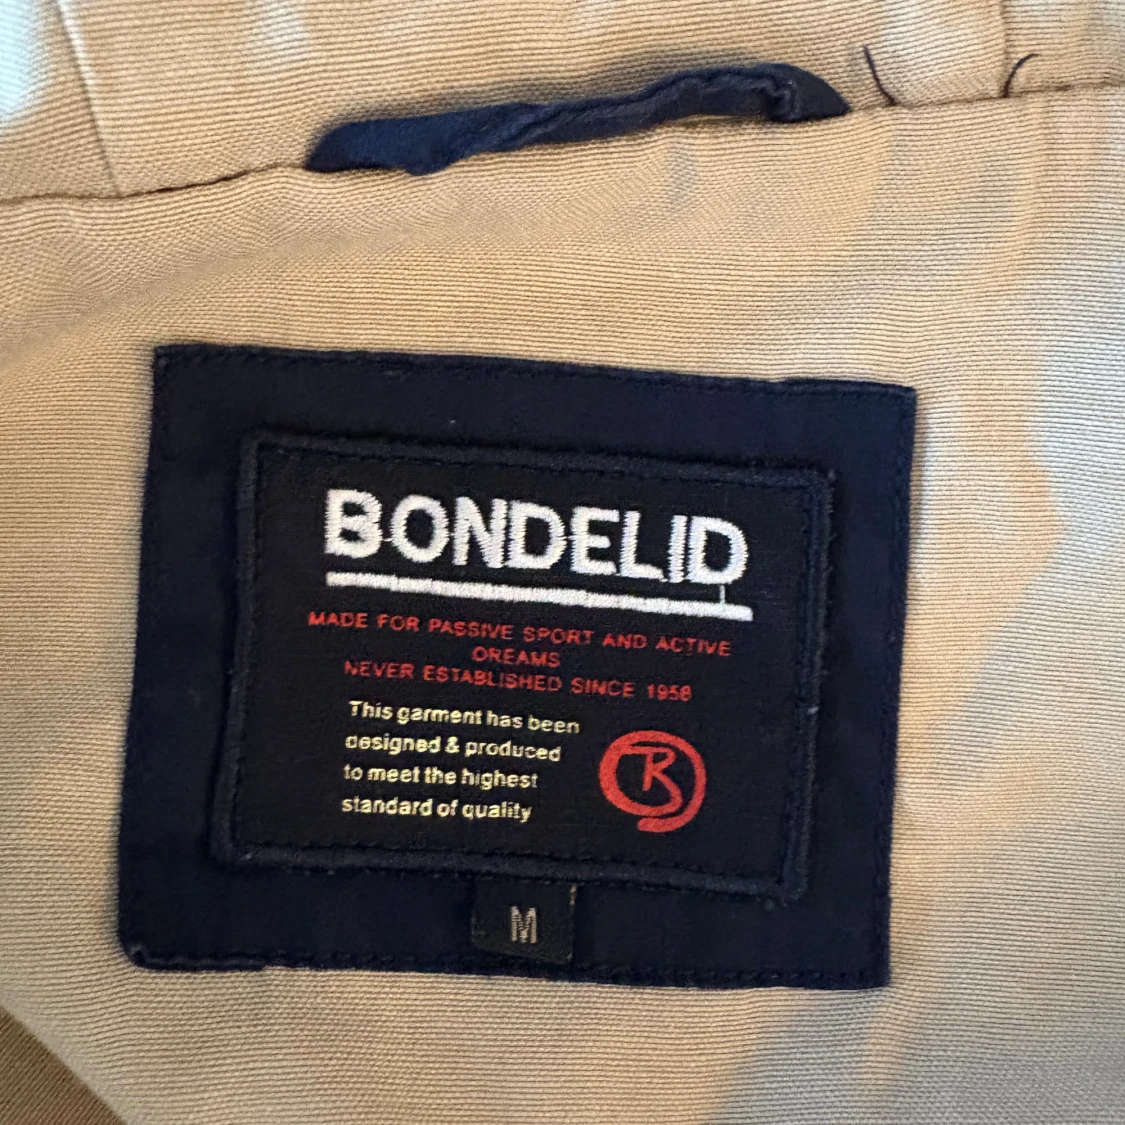 BONDELID
MADE FOR PASSIVE SPORT AND ACTIVE
DREAMS
NEVER ESTABLISHED SINCE 1958
This garment has been
designed & produced
to meet the highest
standard of quality
M